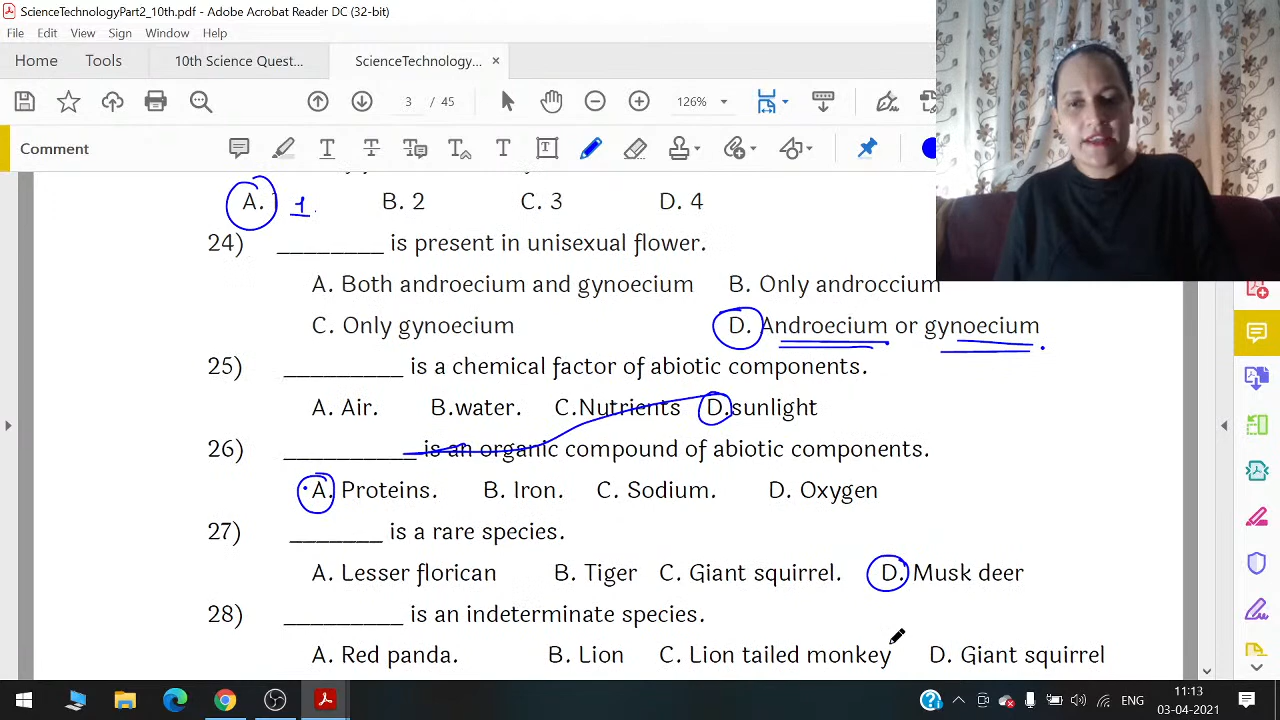 ScienceTechnologyPart2_10th.pdf - Adobe Acrobat Reader DC (32-bit)
File Edit View Sign Window Help
Home Tools 10th Science Quest... ScienceTechnology... ×
3 / 45 126%
Comment
A. 1 B. 2 C. 3 D. 4
24) ________ is present in unisexual flower.
A. Both androecium and gynoecium B. Only androccium
C. Only gynoecium D. Androecium or gynoecium
25) _________ is a chemical factor of abiotic components.
A. Air. B.water. C.Nutrients D.sunlight
26) __________ is an organic compound of abiotic components.
A. Proteins. B. Iron. C. Sodium. D. Oxygen
27) _______ is a rare species.
A. Lesser florican B. Tiger C. Giant squirrel. D. Musk deer
28) _________ is an indeterminate species.
A. Red panda. B. Lion C. Lion tailed monkey D. Giant squirrel
ENG 11:13
03-04-2021